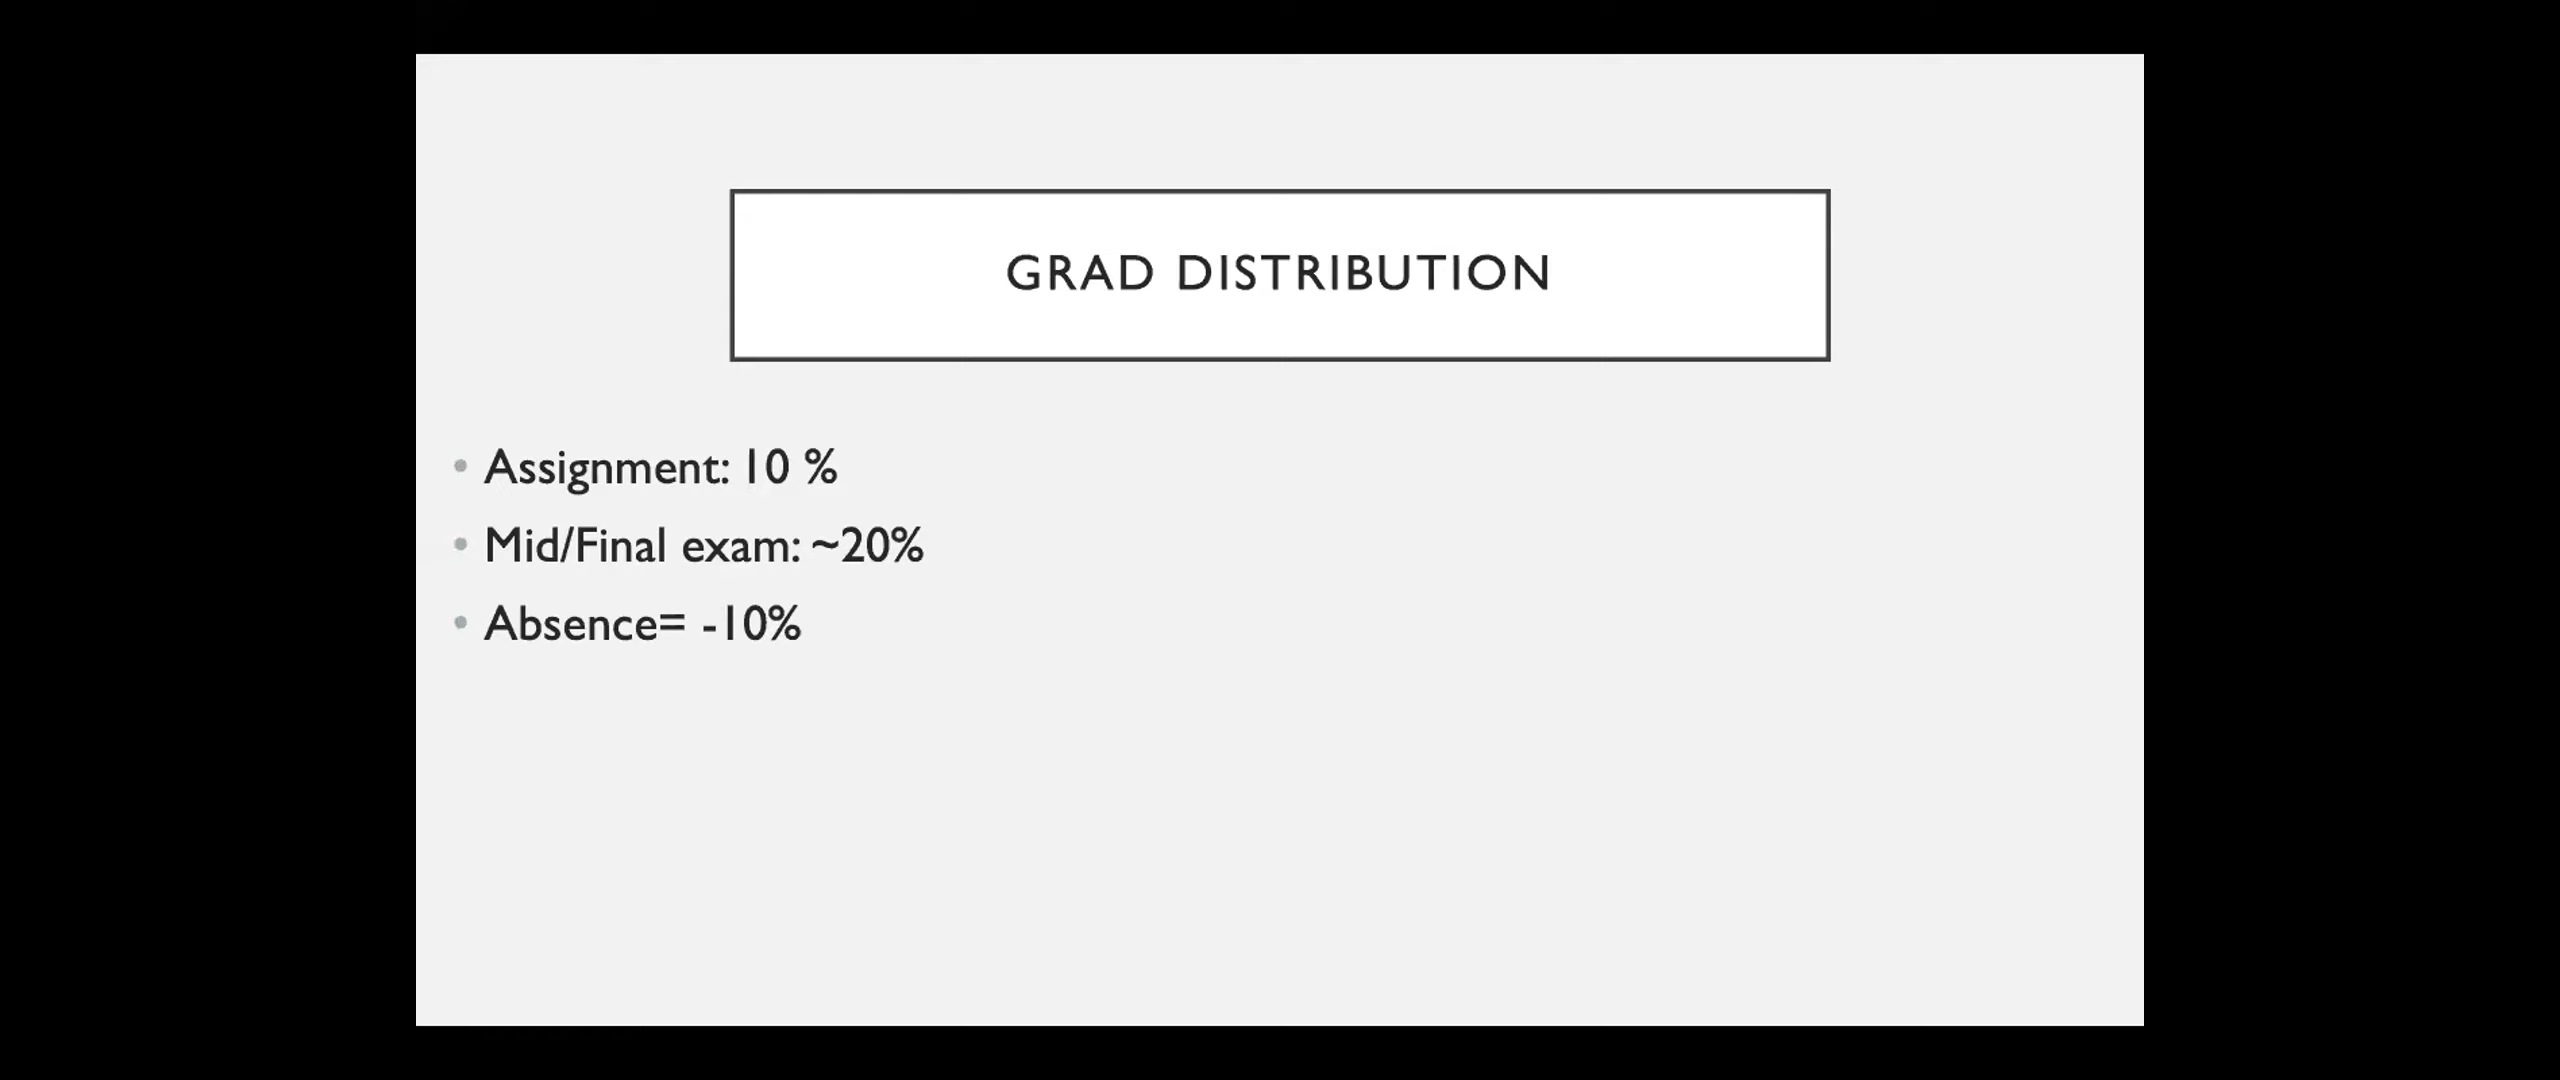 GRAD DISTRIBUTION
• Assignment: 10 %
• Mid/Final exam: ~20%
• Absence= -10%